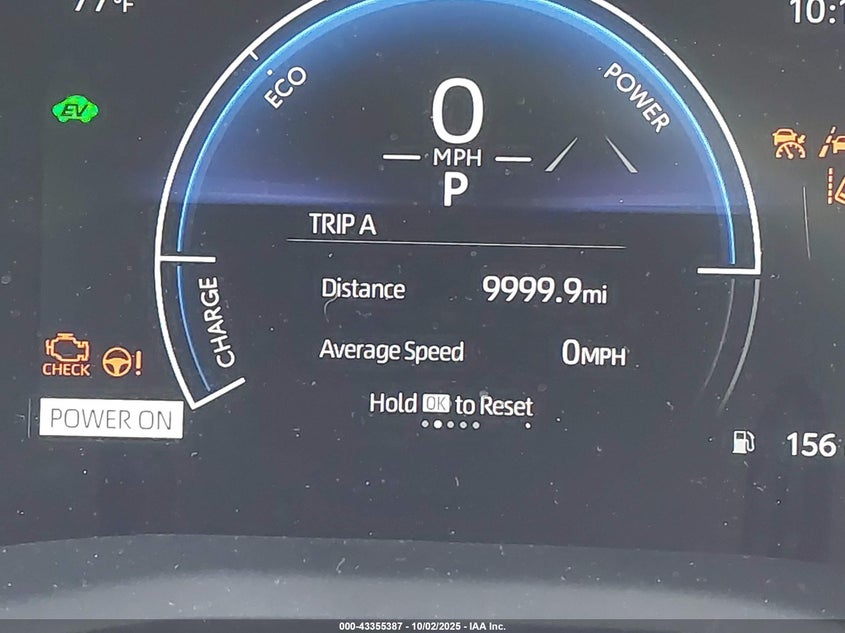 77°F
10:1
EV
ECO
POWER
0
MPH
P
TRIP A
Distance 9999.9mi
CHARGE
Average Speed 0MPH
CHECK
Hold OK to Reset
POWER ON
156
000-43355387 - 10/02/2025 - IAA Inc.